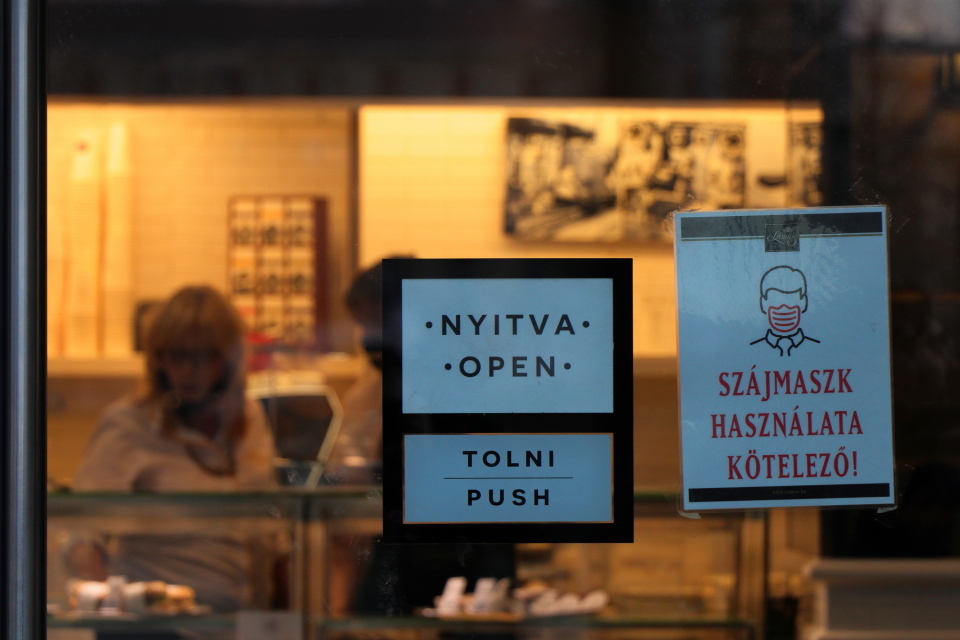 ·NYITVA·
·OPEN·
TOLNI
PUSH
SZÁJMASZK
HASZNÁLATA
KÖTELEZŐ!